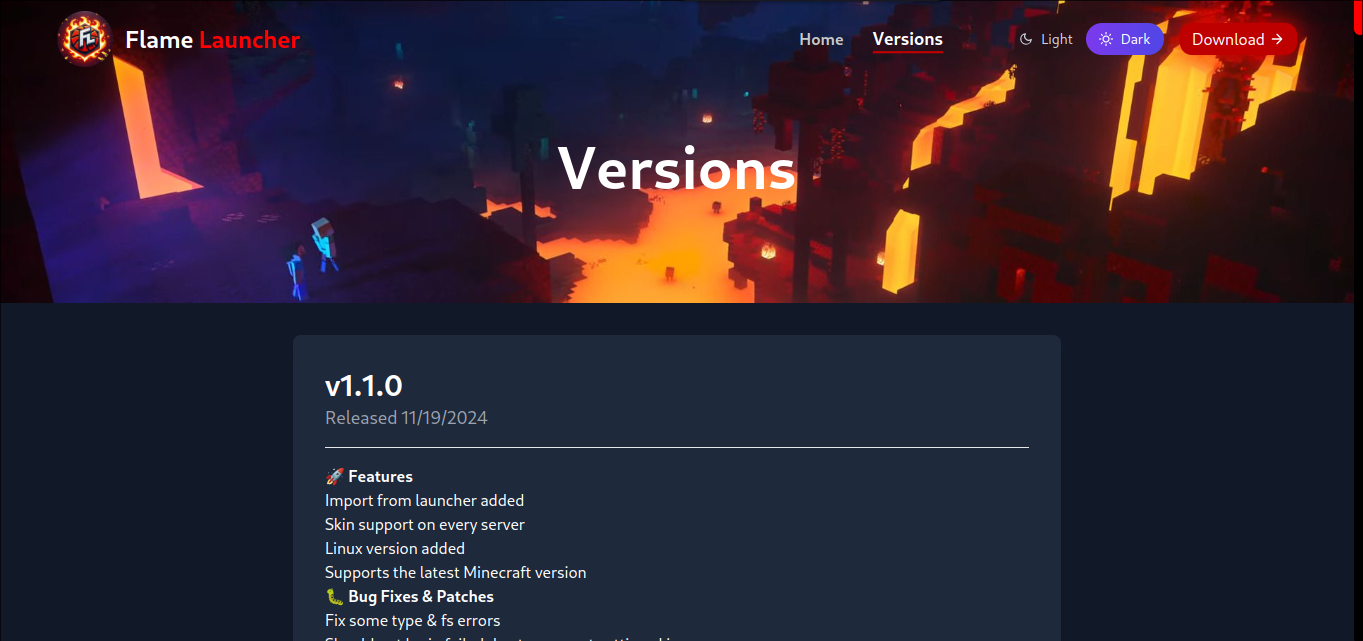 FL
Flame Launcher
Home
Versions
Light
Dark
Download →
Versions
v1.1.0
Released 11/19/2024
🚀 Features
Import from launcher added
Skin support on every server
Linux version added
Supports the latest Minecraft version
🐛 Bug Fixes & Patches
Fix some type & fs errors